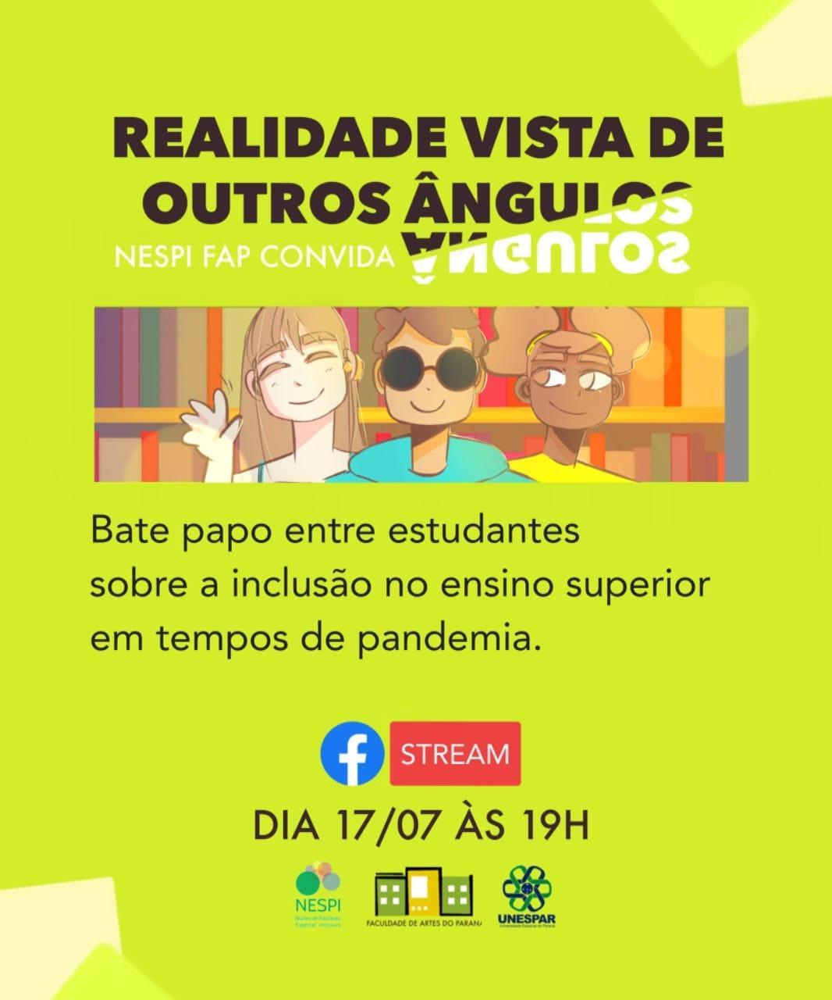 REALIDADE VISTA DE
OUTROS ÂNGULOS
NESPI FAP CONVIDA ÂNGULOS
Bate papo entre estudantes
sobre a inclusão no ensino superior
em tempos de pandemia.
f STREAM
DIA 17/07 ÀS 19H
NESPI
Núcleo de Educação
Especial Inclusiva
FACULDADE DE ARTES DO PARANÁ
UNESPAR
Universidade Estadual do Paraná